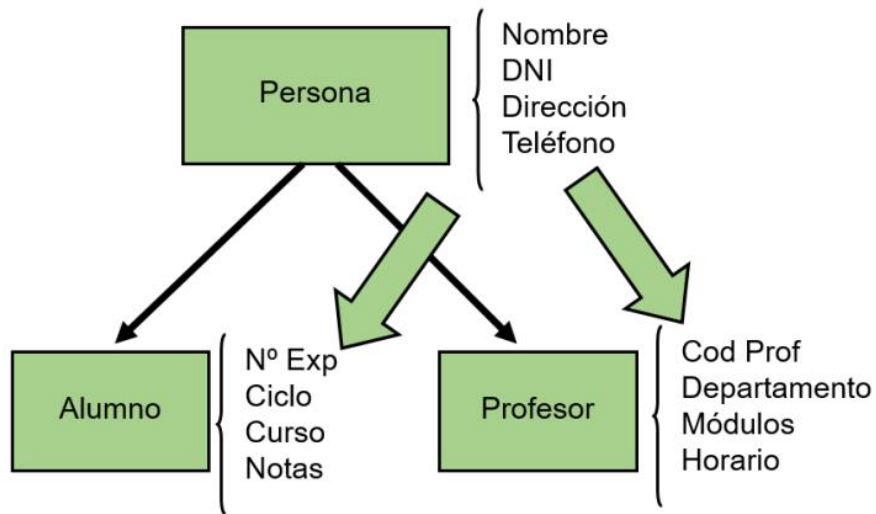 Persona
Nombre
DNI
Dirección
Teléfono
Alumno
Nº Exp
Ciclo
Curso
Notas
Profesor
Cod Prof
Departamento
Módulos
Horario